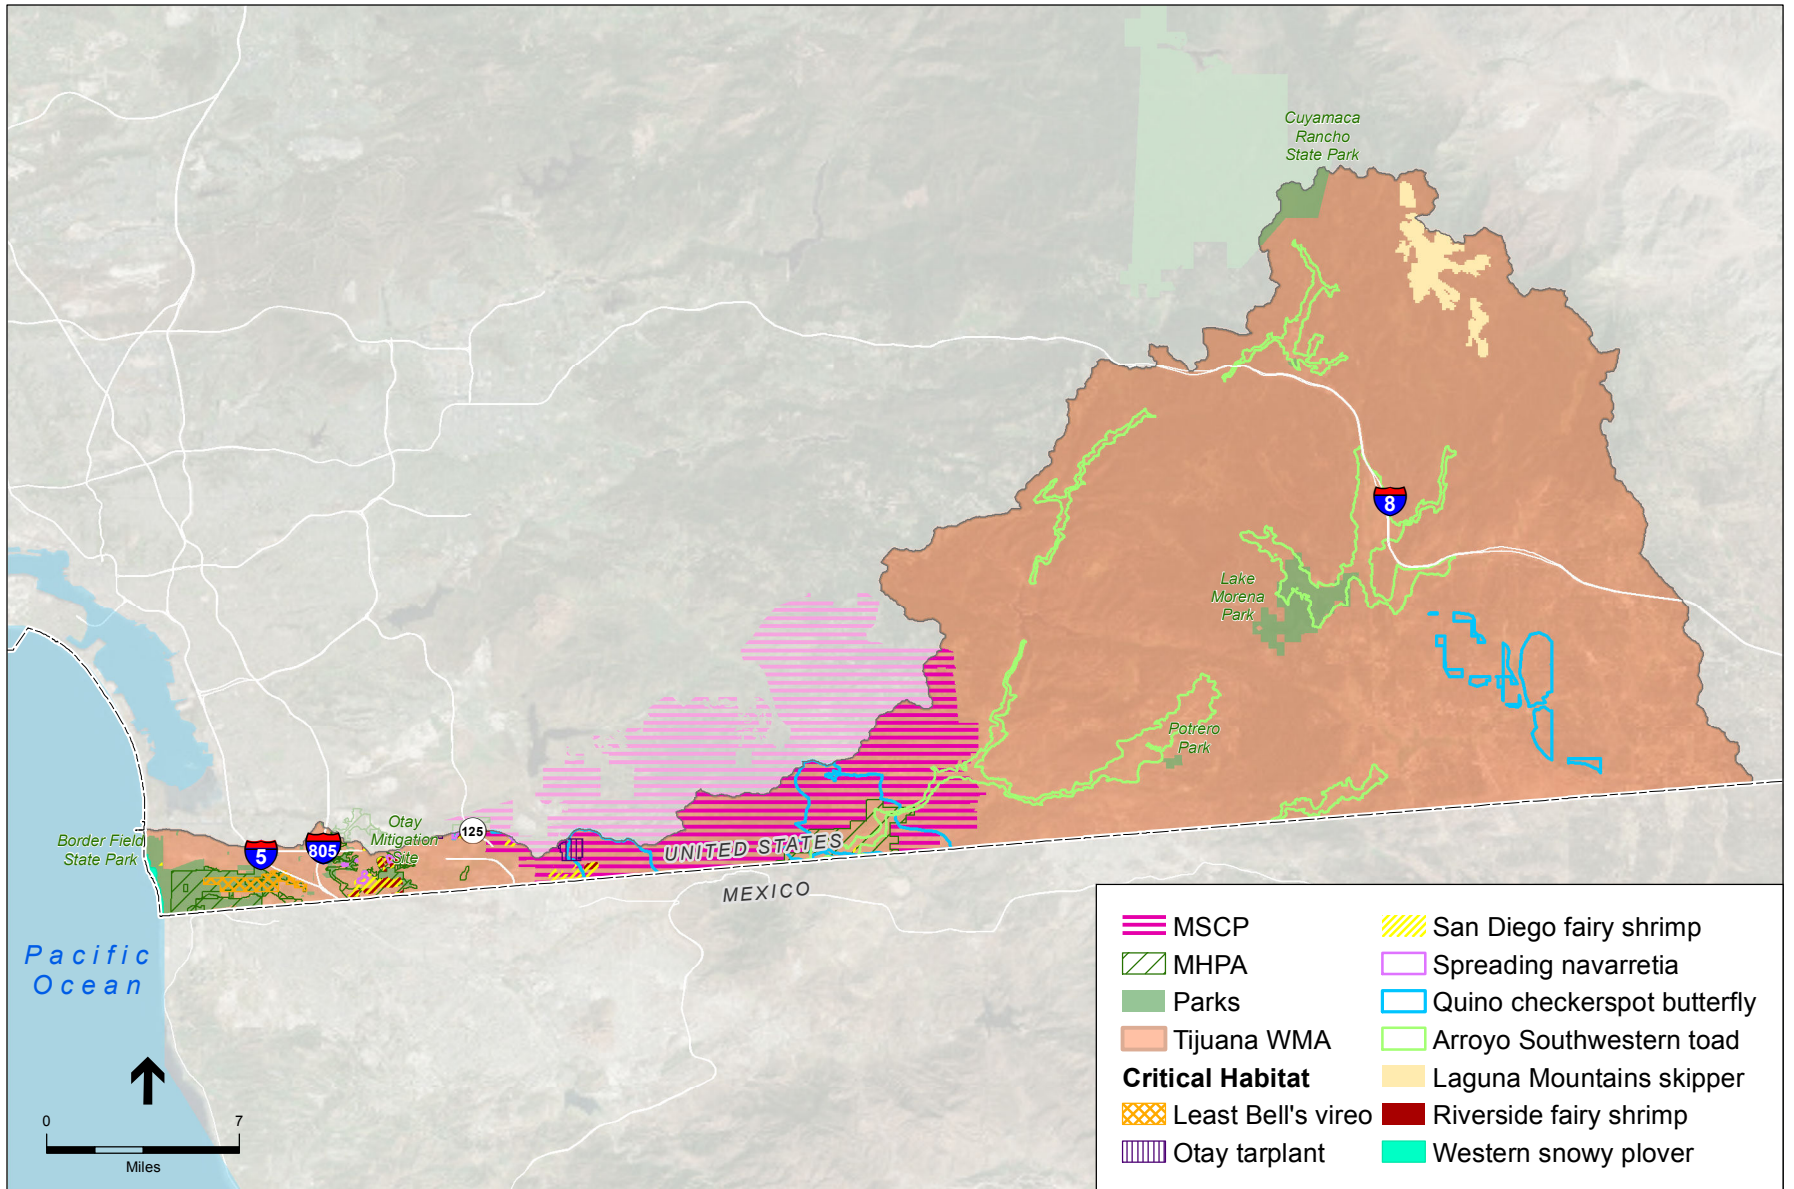 Cuyamaca
Rancho
State Park
8
Lake
Morena
Park
Potrero
Park
Otay
Mitigation
Site
125
805
5
Border Field
State Park
UNITED STATES
MEXICO
Pacific
Ocean
0 7
Miles
MSCP
MHPA
Parks
Tijuana WMA
Critical Habitat
Least Bell's vireo
Otay tarplant
San Diego fairy shrimp
Spreading navarretia
Quino checkerspot butterfly
Arroyo Southwestern toad
Laguna Mountains skipper
Riverside fairy shrimp
Western snowy plover